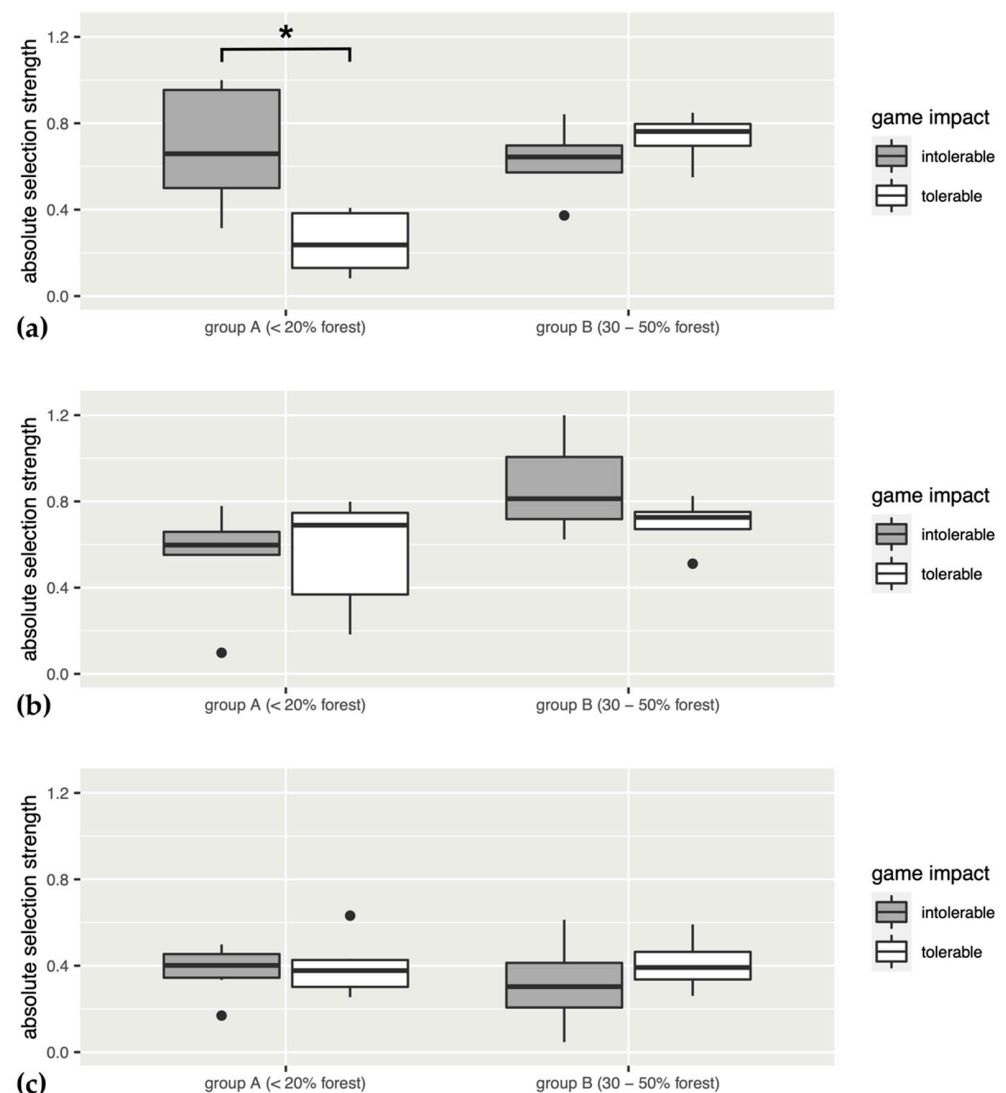 *
absolute selection strength
1.2
0.8
0.4
0.0
group A (< 20% forest)
group B (30 – 50% forest)
game impact
intolerable
tolerable
(a)
absolute selection strength
1.2
0.8
0.4
0.0
group A (< 20% forest)
group B (30 – 50% forest)
game impact
intolerable
tolerable
(b)
absolute selection strength
1.2
0.8
0.4
0.0
group A (< 20% forest)
group B (30 – 50% forest)
game impact
intolerable
tolerable
(c)